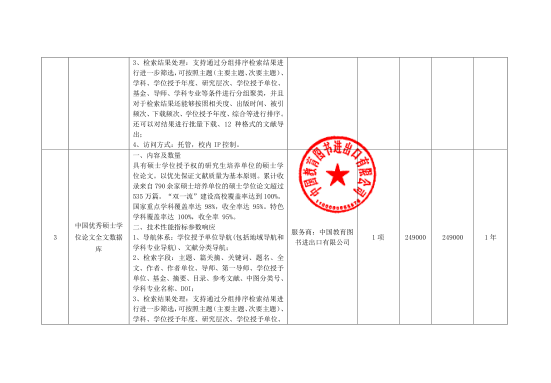 3、检索结果处理：支持通过分组排序检索结果进
行进一步筛选,可按照主题(主要主题、次要主题)、
学科、学位授予年度、研究层次、学位授予单位、
基金、导师、学科专业等条件进行分组聚类，并且
对于检索结果还能够按照相关度、出版时间、被引
频次、下载频次、学位授予年度、综合等进行排序。
还可以对结果进行批量下载、12 种格式的文献导
出;
4、访问方式：托管，校内 IP 控制。
3
中国优秀硕士学
位论文全文数据
库
一、内容及数量
具有硕士学位授予权的研究生培养单位的硕士学
位论文。以优先保证文献质量为基本原则。累计收
录来自 790 余家硕士培养单位的硕士学位论文超过
535 万篇。“双一流”建设高校覆盖率达到 100%,
国家重点学科覆盖率达 98%，收全率达 95%。特色
学科覆盖率达 100%，收全率 95%。
二、技术性能指标参数响应
1、导航体系：学位授予单位导航(包括地域导航和
学科专业导航)、文献分类导航;
2、检索字段：主题、篇关摘、关键词、题名、全
文、作者、作者单位、导师、第一导师、学位授予
单位、基金、摘要、目录、参考文献、中图分类号、
学科专业名称、DOI;
3、检索结果处理：支持通过分组排序检索结果进
行进一步筛选,可按照主题(主要主题、次要主题)、
学科、学位授予年度、研究层次、学位授予单位、
服务商：中国教育图
书进出口有限公司
1 项
249000
249000
1 年
中国教育图书进出口有限公司